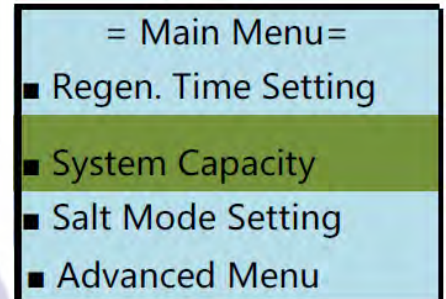 = Main Menu=
■ Regen. Time Setting
■ System Capacity
■ Salt Mode Setting
■ Advanced Menu